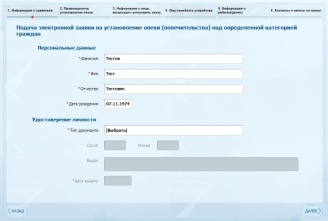 1. Информация о заявителе
2. Правомерность установления опеки
3. Информация о лице, желающего установить опеку
4. Вид семейного устройства
5. Информация о ребенке(детях)
6. Контакты и запись на прием
Подача электронной заявки на установление опеки (попечительства) над определенной категорией
граждан
Персональные данные
*Фамилия Тестов
*Имя Тест
*Отчество Тестович
*Дата рождения 07.11.1974
Удостоверение личности
*Тип документа [Выбрать]
Серия Номер
Выдан
*Дата выдачи
НАЗАД ДАЛЕЕ